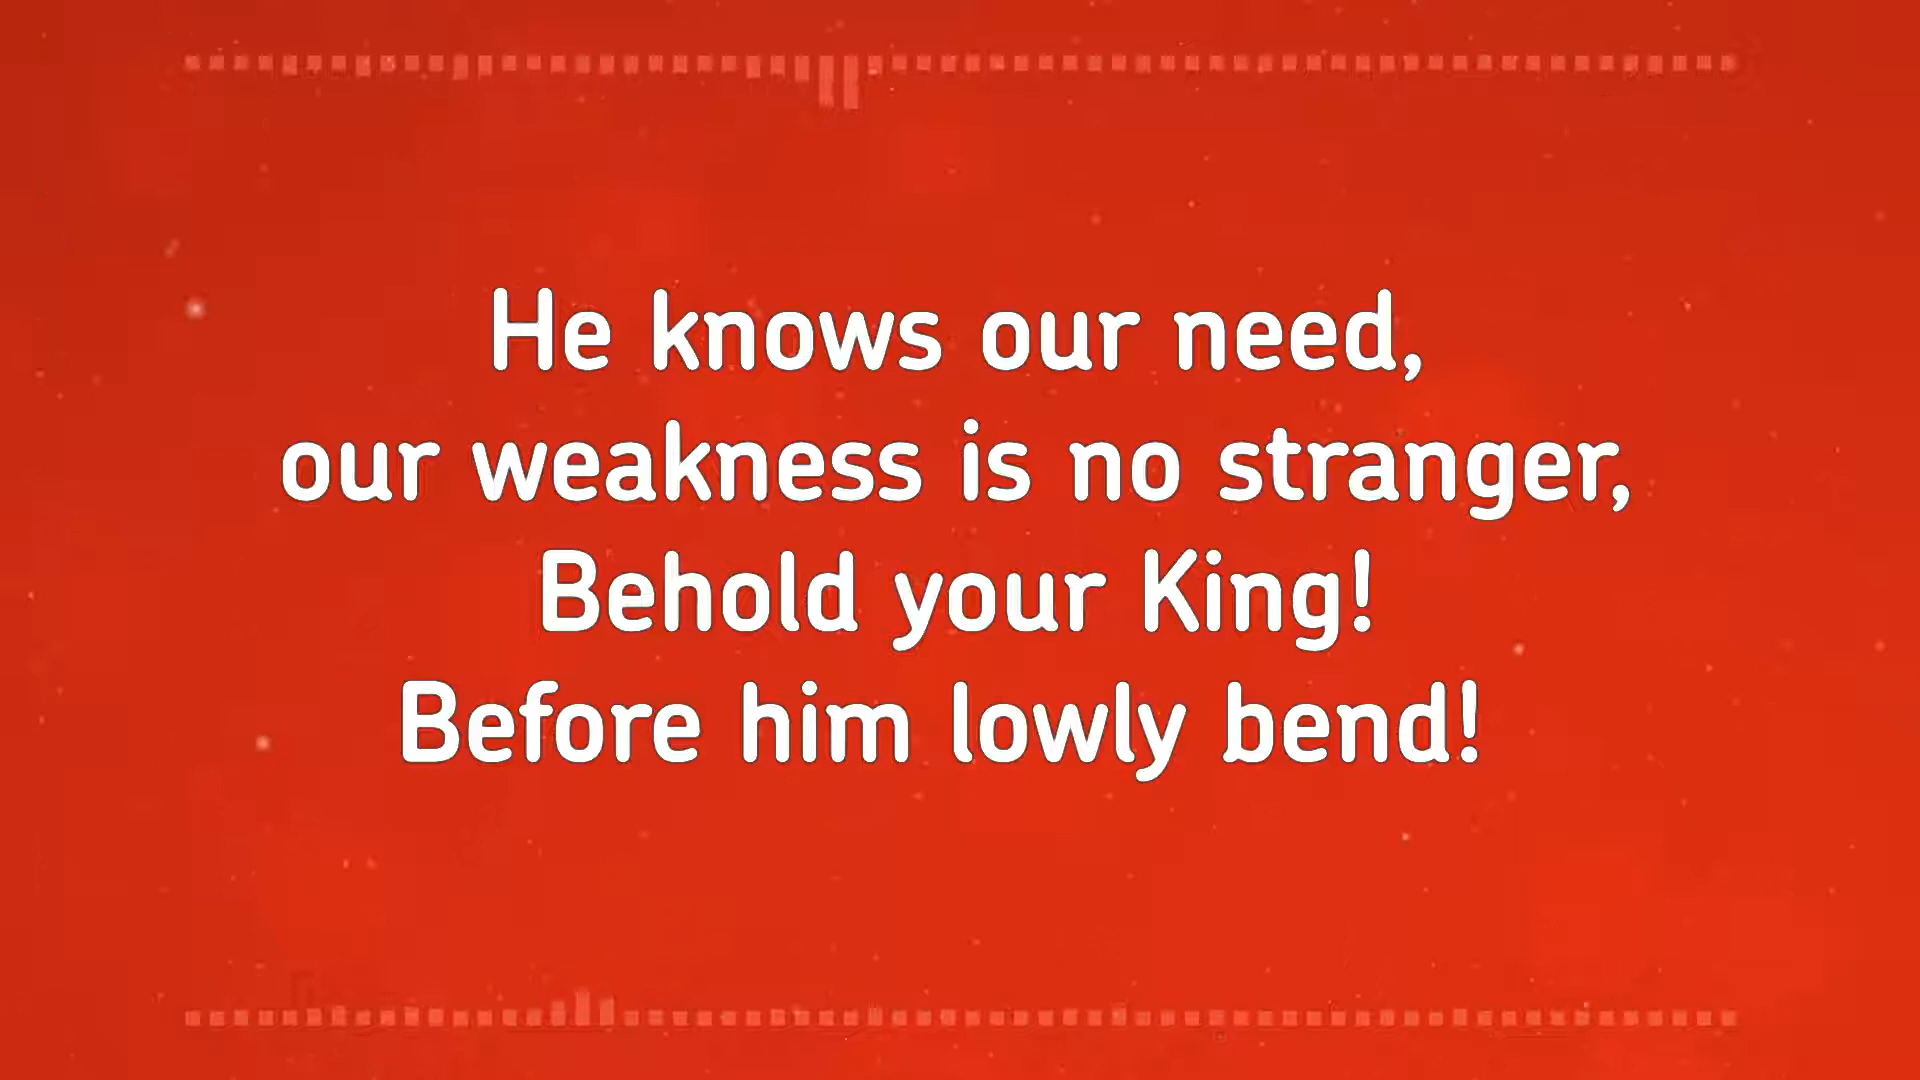 He knows our need,
our weakness is no stranger,
Behold your King!
Before him lowly bend!